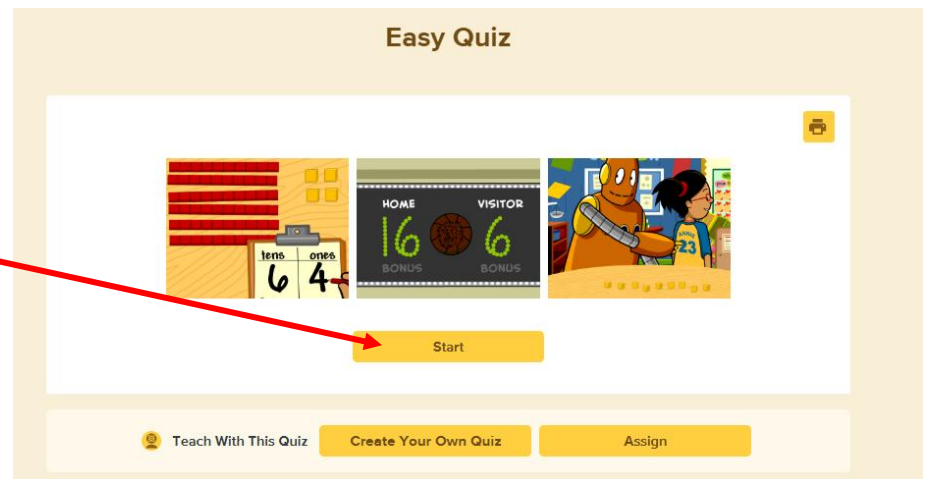 Easy Quiz
tens ones
6 4
HOME VISITOR
16 6
BONUS BONUS
23
Start
Teach With This Quiz Create Your Own Quiz Assign